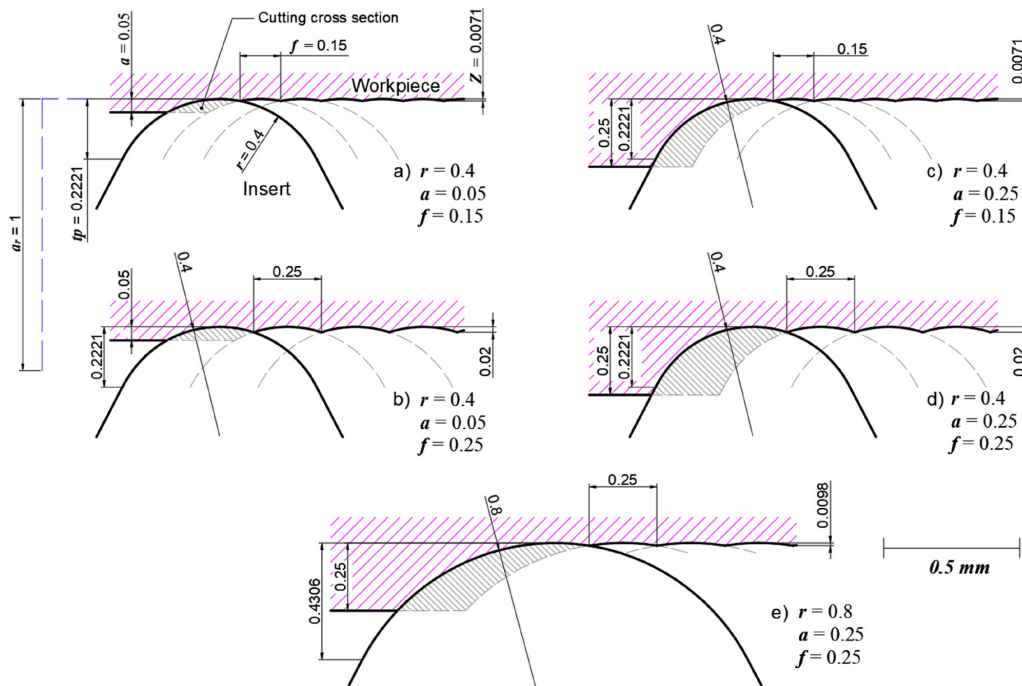 Cutting cross section
a = 0.05
f = 0.15
Z = 0.0071
Workpiece
r = 0.4
Insert
tp = 0.2221
ar = 1
a) r = 0.4
a = 0.05
f = 0.15
0.4
0.15
0.0071
0.25
0.2221
c) r = 0.4
a = 0.25
f = 0.15
0.05
0.4
0.25
0.2221
0.02
b) r = 0.4
a = 0.05
f = 0.25
0.4
0.25
0.25
0.2221
0.02
d) r = 0.4
a = 0.25
f = 0.25
0.8
0.25
0.0098
0.4306
0.25
0.5 mm
e) r = 0.8
a = 0.25
f = 0.25